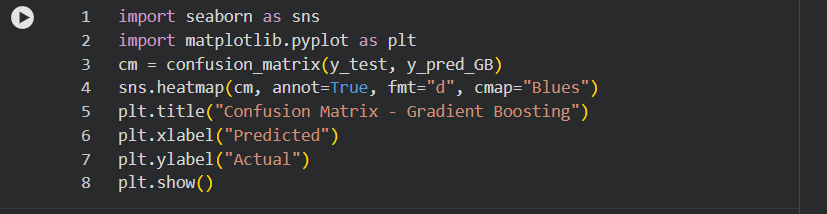 1 import seaborn as sns
2 import matplotlib.pyplot as plt
3 cm = confusion_matrix(y_test, y_pred_GB)
4 sns.heatmap(cm, annot=True, fmt="d", cmap="Blues")
5 plt.title("Confusion Matrix - Gradient Boosting")
6 plt.xlabel("Predicted")
7 plt.ylabel("Actual")
8 plt.show()